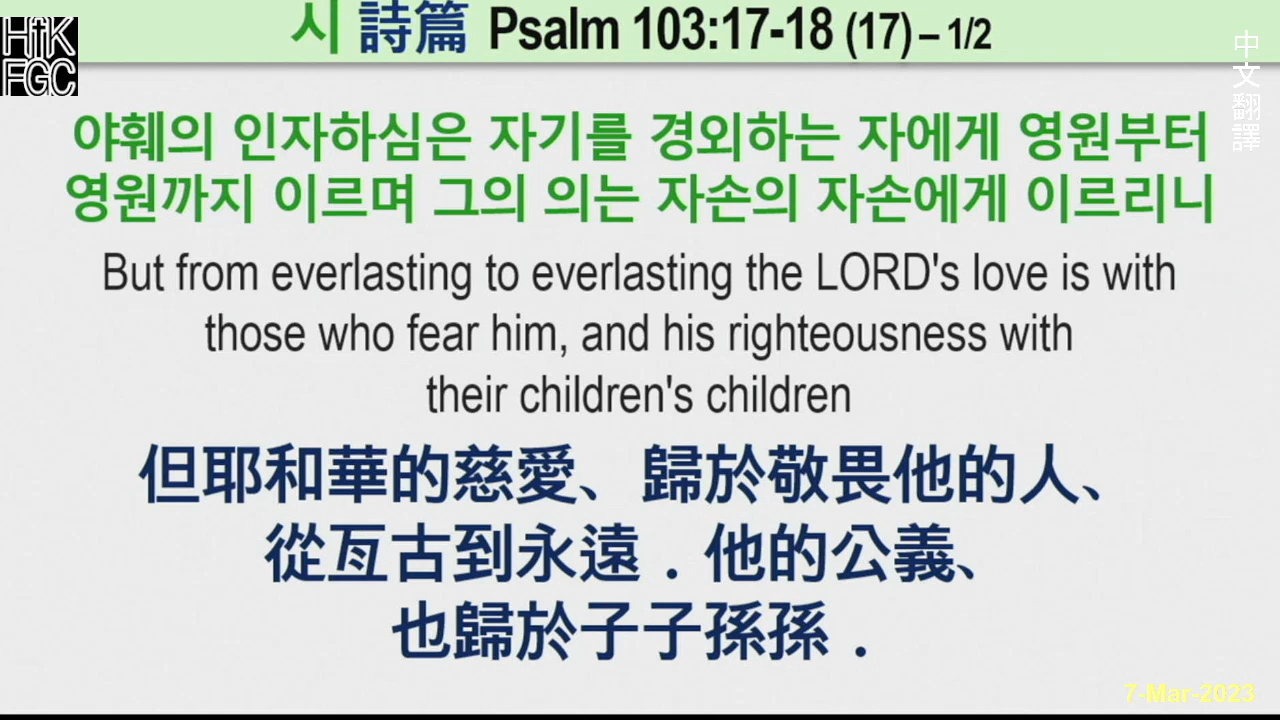 시 詩篇 Psalm 103:17-18 (17) – 1/2
HfK
FGC
中文翻譯
야훼의 인자하심은 자기를 경외하는 자에게 영원부터
영원까지 이르며 그의 의는 자손의 자손에게 이르리니
But from everlasting to everlasting the LORD's love is with
those who fear him, and his righteousness with
their children's children
但耶和華的慈愛、歸於敬畏他的人、
從亙古到永遠．他的公義、
也歸於子子孫孫．
7-Mar-2023